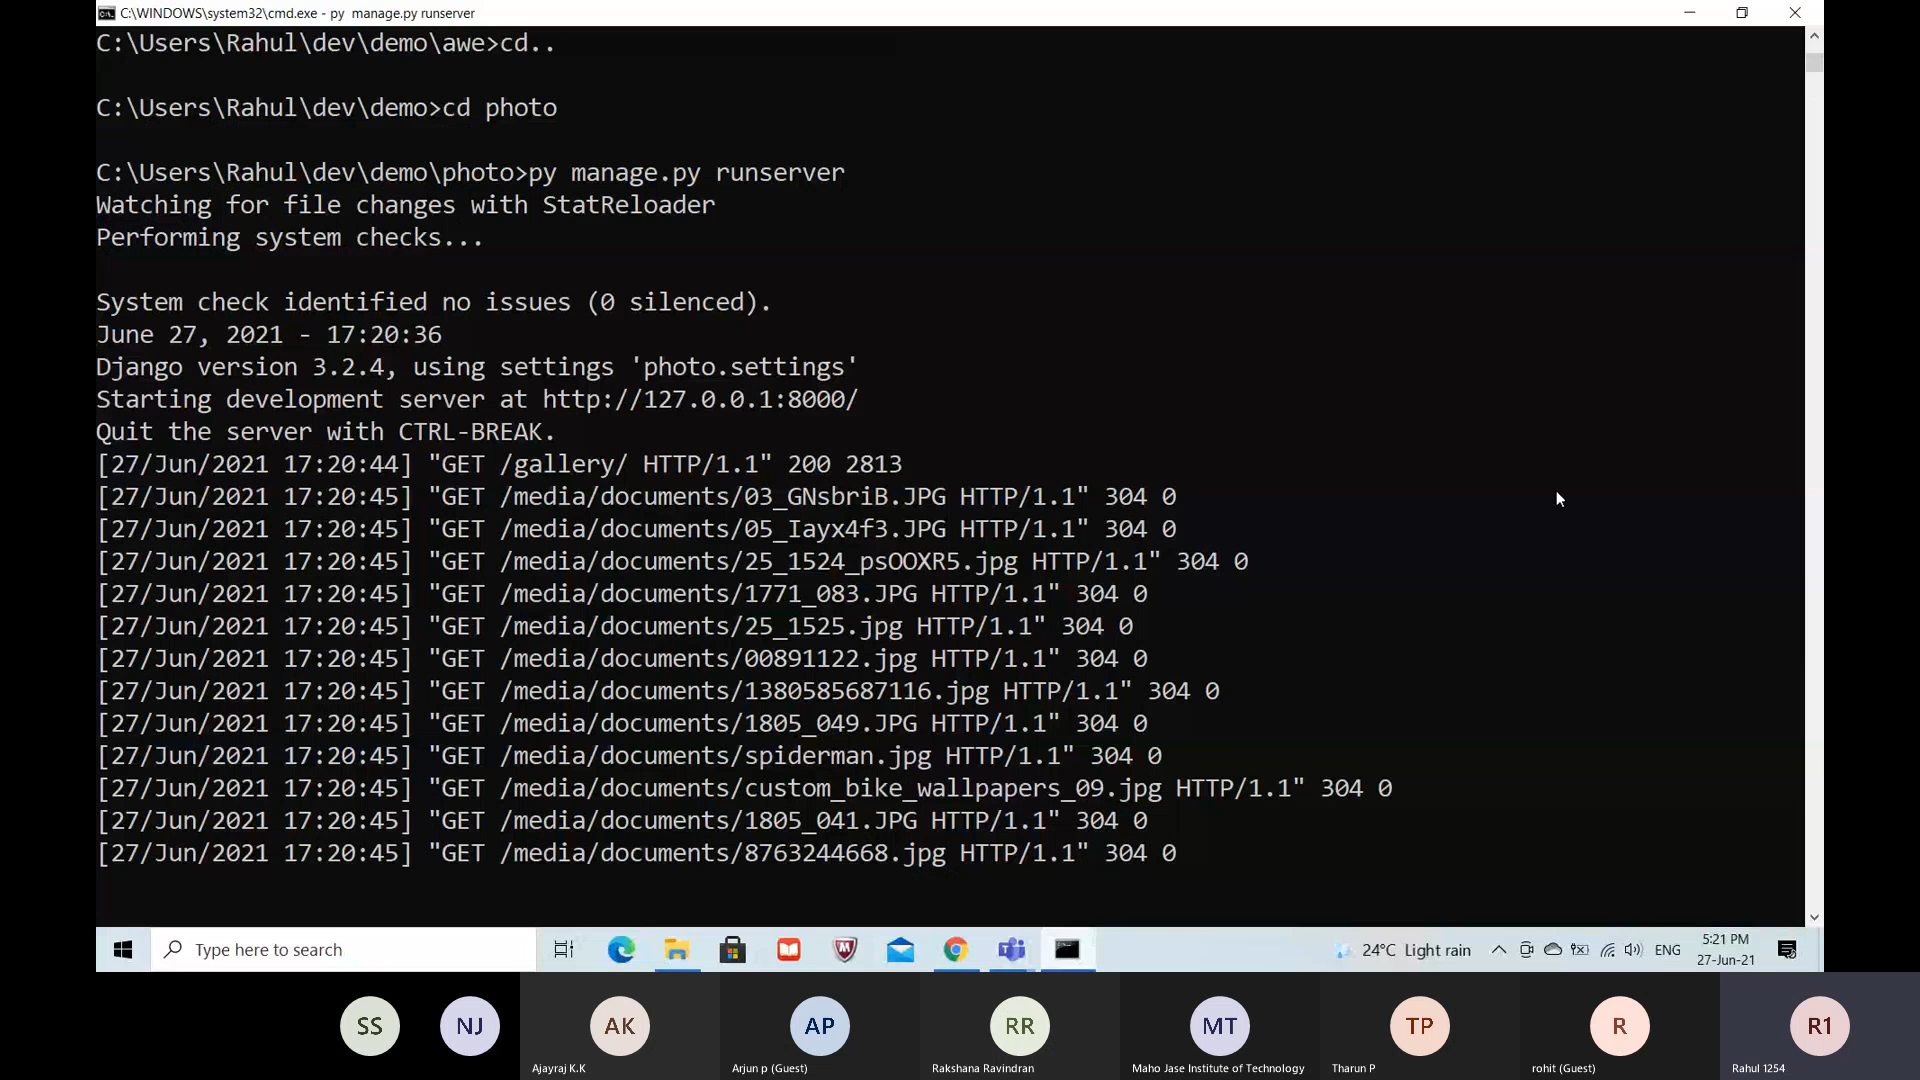 C:\WINDOWS\system32\cmd.exe - py  manage.py runserver
C:\Users\Rahul\dev\demo\awe>cd..
C:\Users\Rahul\dev\demo>cd photo
C:\Users\Rahul\dev\demo\photo>py manage.py runserver
Watching for file changes with StatReloader
Performing system checks...
System check identified no issues (0 silenced).
June 27, 2021 - 17:20:36
Django version 3.2.4, using settings 'photo.settings'
Starting development server at http://127.0.0.1:8000/
Quit the server with CTRL-BREAK.
[27/Jun/2021 17:20:44] "GET /gallery/ HTTP/1.1" 200 2813
[27/Jun/2021 17:20:45] "GET /media/documents/03_GNsbriB.JPG HTTP/1.1" 304 0
[27/Jun/2021 17:20:45] "GET /media/documents/05_Iayx4f3.JPG HTTP/1.1" 304 0
[27/Jun/2021 17:20:45] "GET /media/documents/25_1524_psOOXR5.jpg HTTP/1.1" 304 0
[27/Jun/2021 17:20:45] "GET /media/documents/1771_083.JPG HTTP/1.1" 304 0
[27/Jun/2021 17:20:45] "GET /media/documents/25_1525.jpg HTTP/1.1" 304 0
[27/Jun/2021 17:20:45] "GET /media/documents/00891122.jpg HTTP/1.1" 304 0
[27/Jun/2021 17:20:45] "GET /media/documents/1380585687116.jpg HTTP/1.1" 304 0
[27/Jun/2021 17:20:45] "GET /media/documents/1805_049.JPG HTTP/1.1" 304 0
[27/Jun/2021 17:20:45] "GET /media/documents/spiderman.jpg HTTP/1.1" 304 0
[27/Jun/2021 17:20:45] "GET /media/documents/custom_bike_wallpapers_09.jpg HTTP/1.1" 304 0
[27/Jun/2021 17:20:45] "GET /media/documents/1805_041.JPG HTTP/1.1" 304 0
[27/Jun/2021 17:20:45] "GET /media/documents/8763244668.jpg HTTP/1.1" 304 0
Type here to search
24°C Light rain
ENG
5:21 PM
27-Jun-21
SS
NJ
AK
AP
RR
MT
TP
R
R1
Ajayraj K.K
Arjun p (Guest)
Rakshana Ravindran
Maho Jase Institute of Technology
Tharun P
rohit (Guest)
Rahul 1254